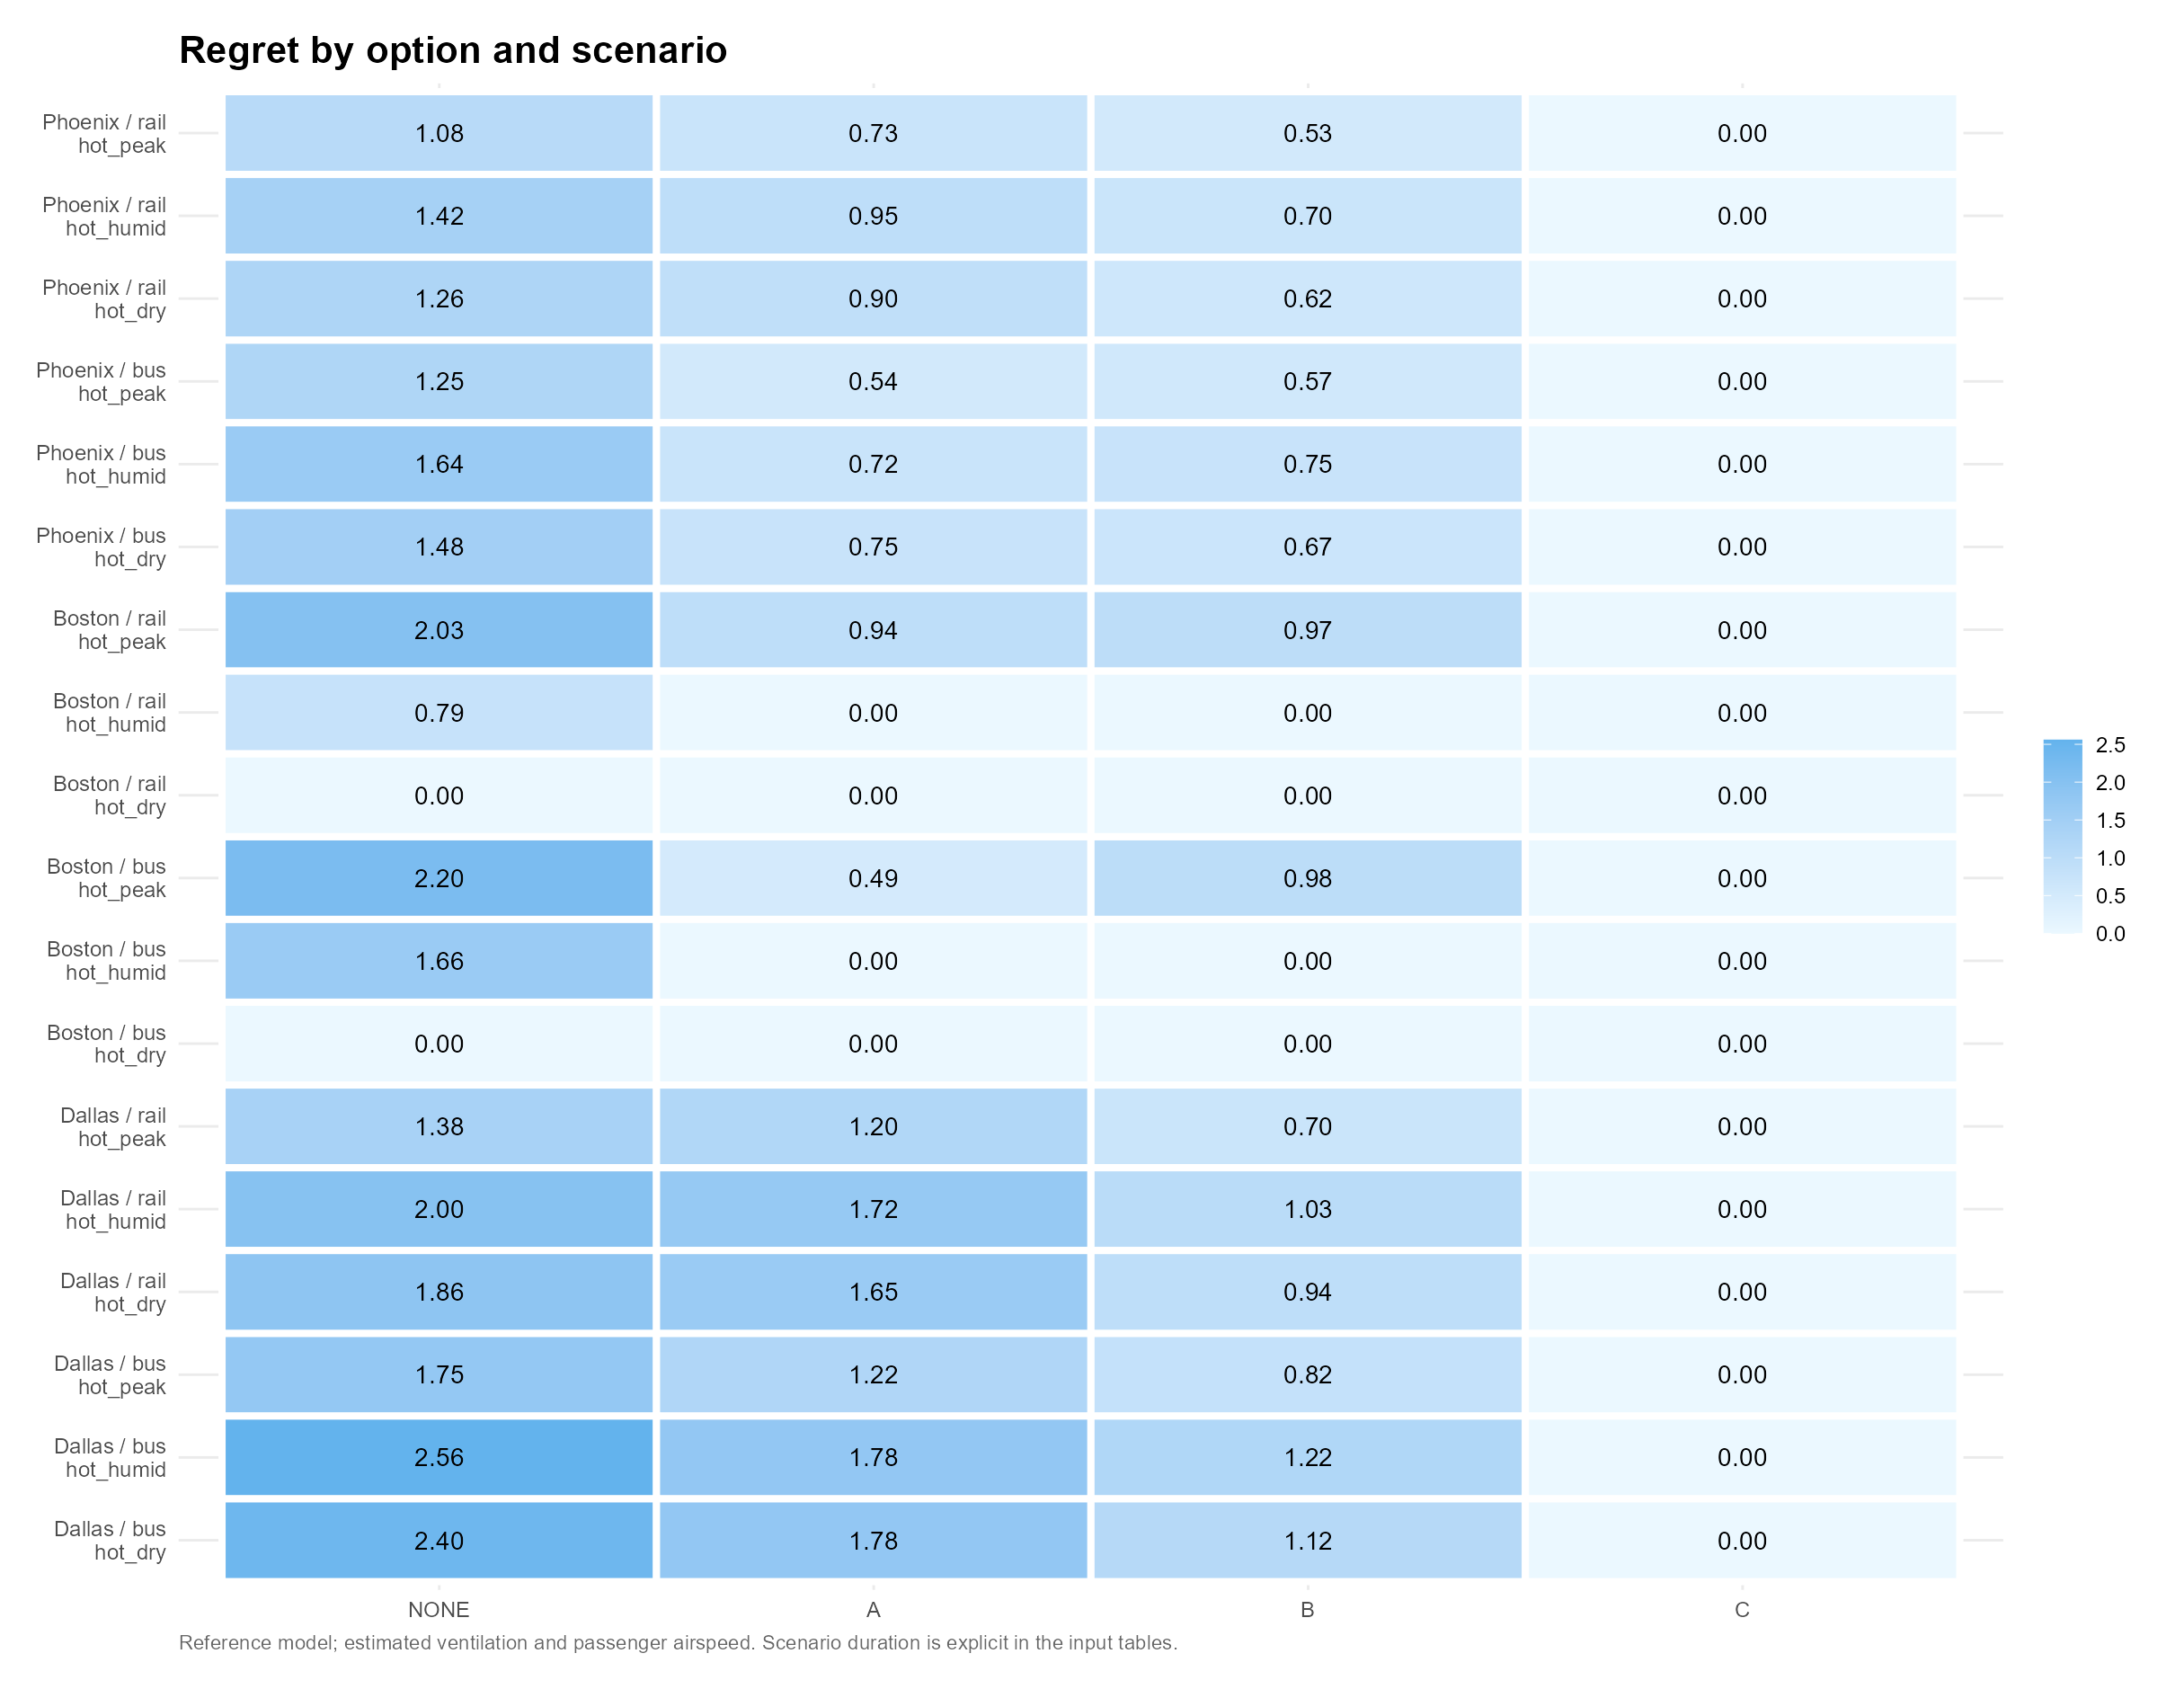 Regret by option and scenario
Phoenix / rail
hot_peak
1.08 0.73 0.53 0.00
Phoenix / rail
hot_humid
1.42 0.95 0.70 0.00
Phoenix / rail
hot_dry
1.26 0.90 0.62 0.00
Phoenix / bus
hot_peak
1.25 0.54 0.57 0.00
Phoenix / bus
hot_humid
1.64 0.72 0.75 0.00
Phoenix / bus
hot_dry
1.48 0.75 0.67 0.00
Boston / rail
hot_peak
2.03 0.94 0.97 0.00
Boston / rail
hot_humid
0.79 0.00 0.00 0.00
Boston / rail
hot_dry
0.00 0.00 0.00 0.00
Boston / bus
hot_peak
2.20 0.49 0.98 0.00
Boston / bus
hot_humid
1.66 0.00 0.00 0.00
Boston / bus
hot_dry
0.00 0.00 0.00 0.00
Dallas / rail
hot_peak
1.38 1.20 0.70 0.00
Dallas / rail
hot_humid
2.00 1.72 1.03 0.00
Dallas / rail
hot_dry
1.86 1.65 0.94 0.00
Dallas / bus
hot_peak
1.75 1.22 0.82 0.00
Dallas / bus
hot_humid
2.56 1.78 1.22 0.00
Dallas / bus
hot_dry
2.40 1.78 1.12 0.00
NONE A B C
2.5
2.0
1.5
1.0
0.5
0.0
Reference model; estimated ventilation and passenger airspeed. Scenario duration is explicit in the input tables.